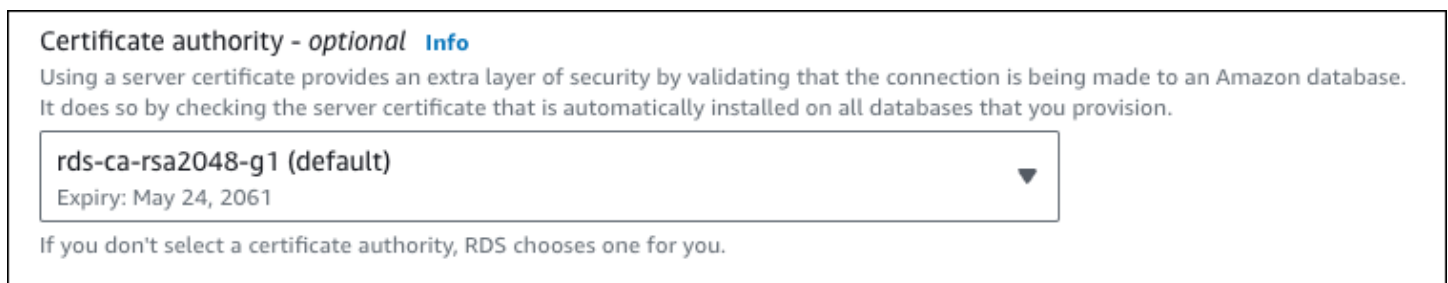 Certificate authority - optional Info
Using a server certificate provides an extra layer of security by validating that the connection is being made to an Amazon database.
It does so by checking the server certificate that is automatically installed on all databases that you provision.
rds-ca-rsa2048-g1 (default)
Expiry: May 24, 2061
If you don't select a certificate authority, RDS chooses one for you.